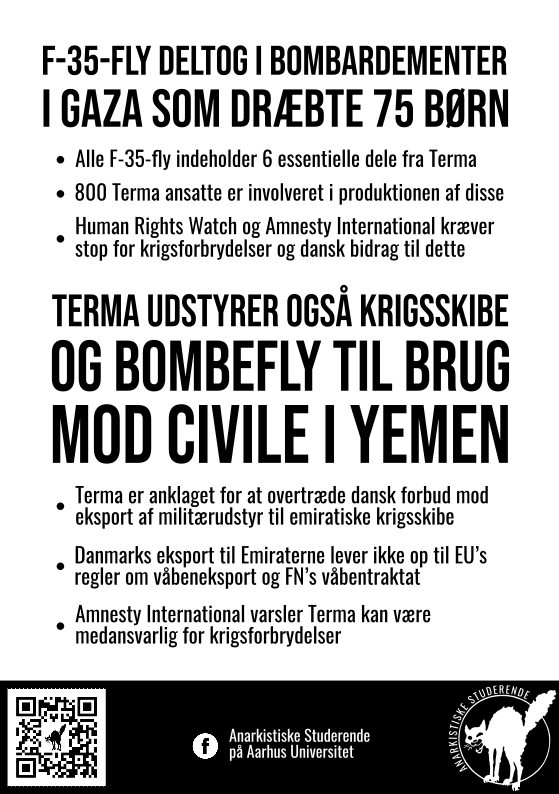 F-35-FLY DELTOG I BOMBARDEMENTER
I GAZA SOM DRÆBTE 75 BØRN
• Alle F-35-fly indeholder 6 essentielle dele fra Terma
• 800 Terma ansatte er involveret i produktionen af disse
• Human Rights Watch og Amnesty International kræver
stop for krigsforbrydelser og dansk bidrag til dette
TERMA UDSTYRER OGSÅ KRIGSSKIBE
OG BOMBEFLY TIL BRUG
MOD CIVILE I YEMEN
• Terma er anklaget for at overtræde dansk forbud mod
eksport af militærudstyr til emiratiske krigsskibe
• Danmarks eksport til Emiraterne lever ikke op til EU's
regler om våbeneksport og FN's våbentraktat
• Amnesty International varsler Terma kan være
medansvarlig for krigsforbrydelser
Anarkistiske Studerende
på Aarhus Universitet
ANARKISTISKE STUDERENDE